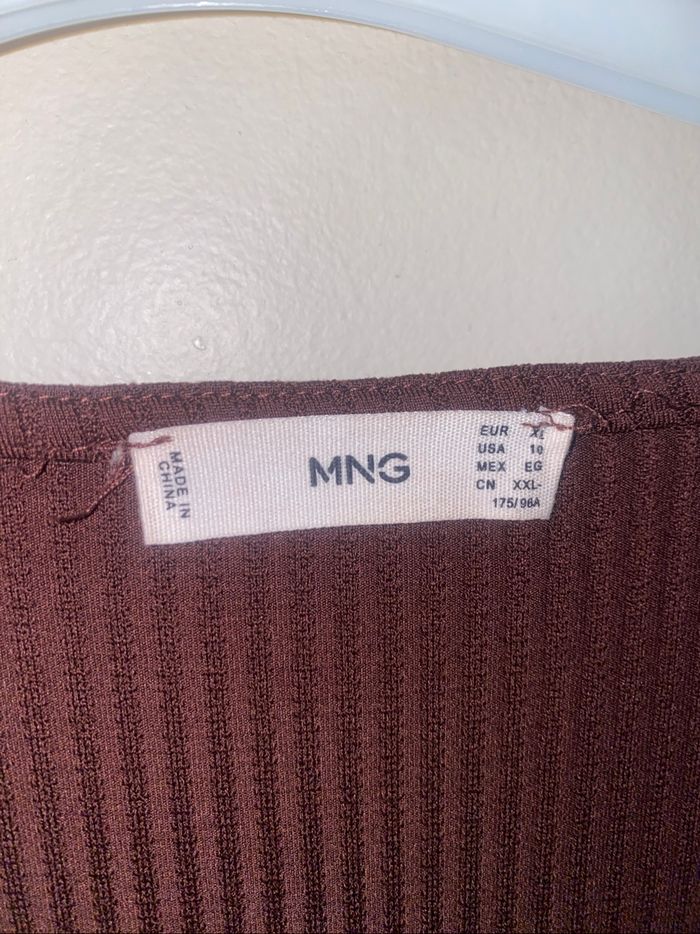 MADE IN
CHINA
MNG
EUR XL
USA 10
MEX EG
CN XXL-
175/96A